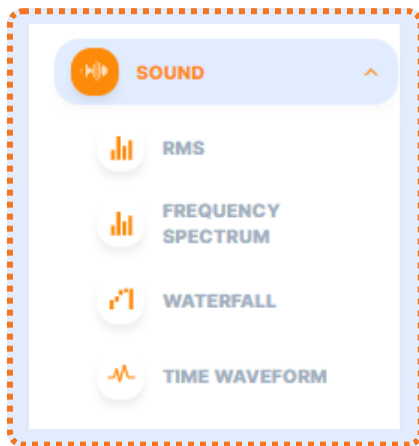 SOUND
RMS
FREQUENCY
SPECTRUM
WATERFALL
TIME WAVEFORM